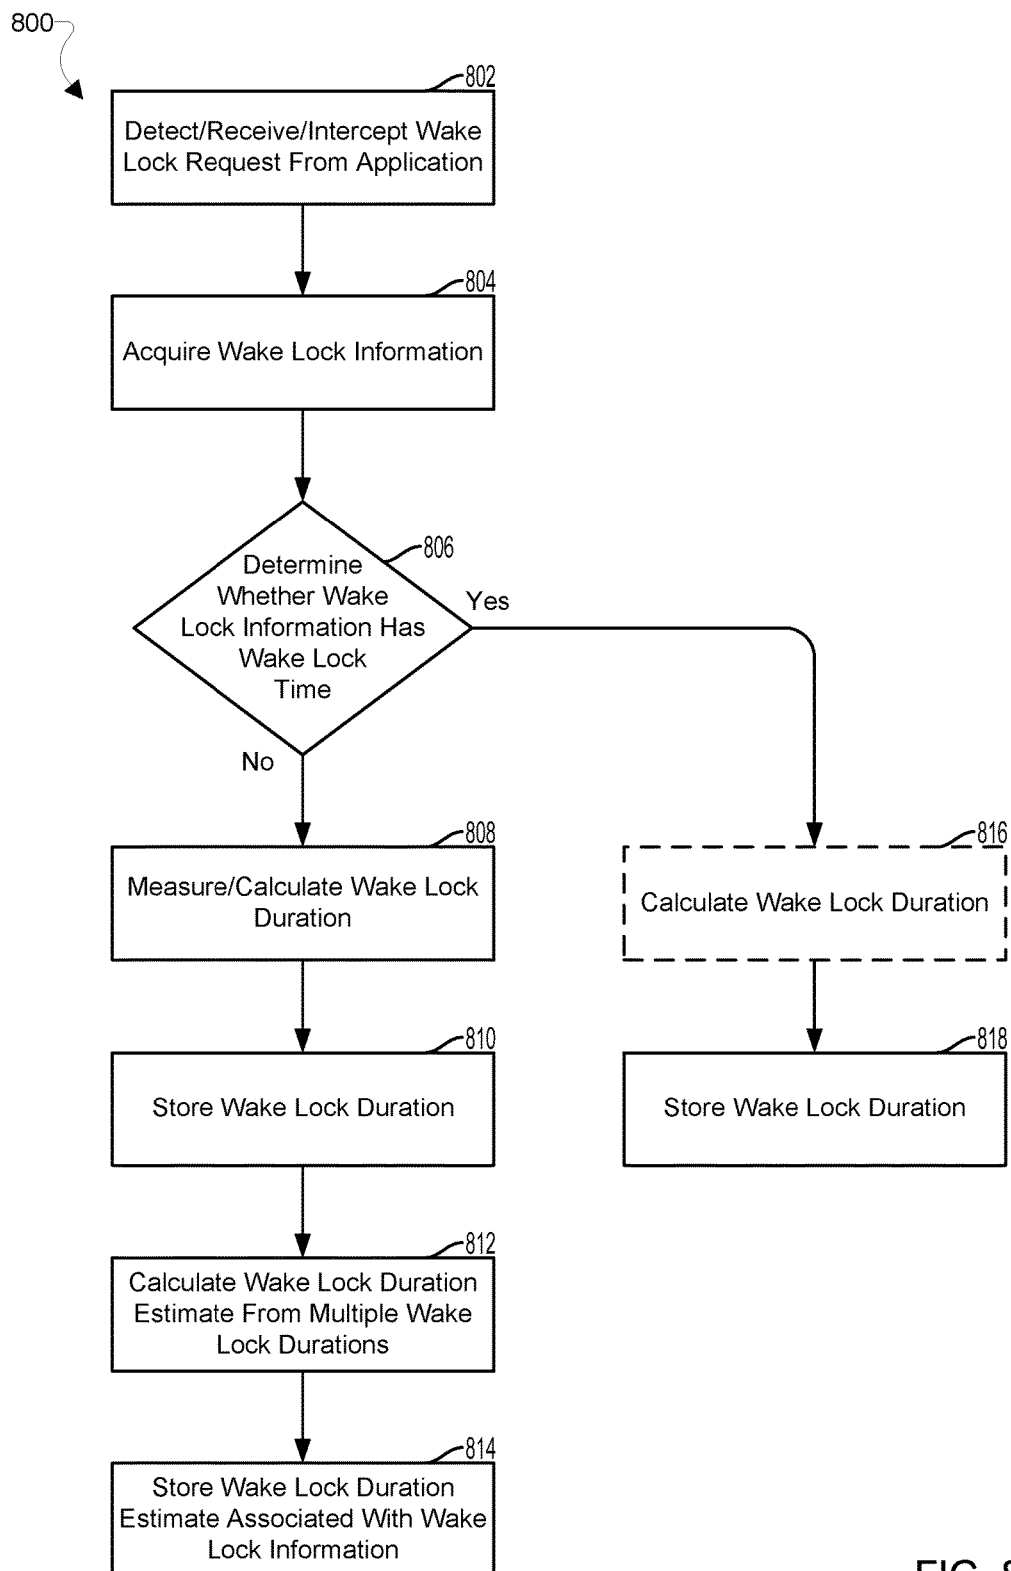 800
802
Detect/Receive/Intercept Wake
Lock Request From Application
804
Acquire Wake Lock Information
806
Determine
Whether Wake
Lock Information Has
Wake Lock
Time
Yes
No
808
Measure/Calculate Wake Lock
Duration
816
Calculate Wake Lock Duration
810
Store Wake Lock Duration
818
Store Wake Lock Duration
812
Calculate Wake Lock Duration
Estimate From Multiple Wake
Lock Durations
814
Store Wake Lock Duration
Estimate Associated With Wake
Lock Information
FIG. 8